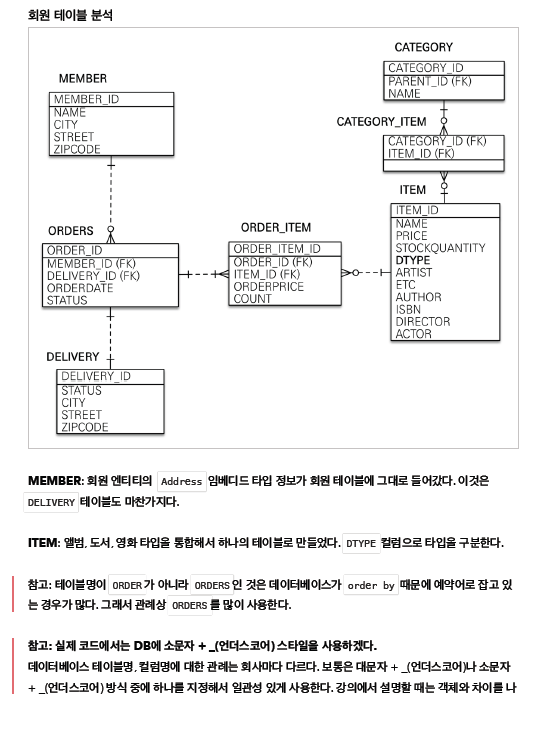 회원 테이블 분석
CATEGORY
CATEGORY_ID
PARENT_ID (FK)
NAME
MEMBER
MEMBER_ID
NAME
CITY
STREET
ZIPCODE
CATEGORY_ITEM
CATEGORY_ID (FK)
ITEM_ID (FK)
ITEM
ITEM_ID
NAME
PRICE
STOCKQUANTITY
DTYPE
ARTIST
ETC
AUTHOR
ISBN
DIRECTOR
ACTOR
ORDERS
ORDER_ID
MEMBER_ID (FK)
DELIVERY_ID (FK)
ORDERDATE
STATUS
ORDER_ITEM
ORDER_ITEM_ID
ORDER_ID (FK)
ITEM_ID (FK)
ORDERPRICE
COUNT
DELIVERY
DELIVERY_ID
STATUS
CITY
STREET
ZIPCODE
MEMBER: 회원 엔티티의 Address 임베디드 타입 정보가 회원 테이블에 그대로 들어갔다. 이것은
DELIVERY 테이블도 마찬가지다.
ITEM: 앨범, 도서, 영화 타입을 통합해서 하나의 테이블로 만들었다. DTYPE 컬럼으로 타입을 구분한다.
참고: 테이블명이 ORDER 가 아니라 ORDERS 인 것은 데이터베이스가 order by 때문에 예약어로 잡고 있
는 경우가 많다. 그래서 관례상 ORDERS 를 많이 사용한다.
참고: 실제 코드에서는 DB에 소문자 + _(언더스코어) 스타일을 사용하겠다.
데이터베이스 테이블명, 컬럼명에 대한 관례는 회사마다 다르다. 보통은 대문자 + _(언더스코어)나 소문자
+ _(언더스코어) 방식 중에 하나를 지정해서 일관성 있게 사용한다. 강의에서 설명할 때는 객체와 차이를 나